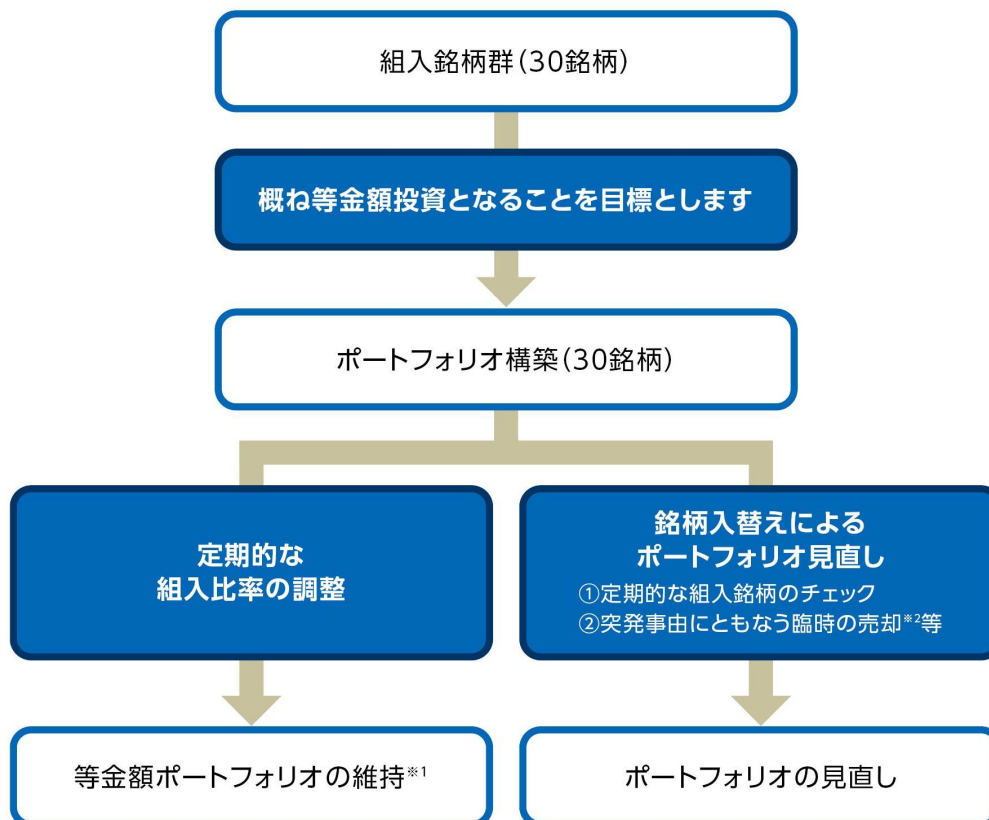 組入銘柄群(30銘柄)
概ね等金額投資となることを目標とします
ポートフォリオ構築(30銘柄)
定期的な
組入比率の調整
銘柄入替えによる
ポートフォリオ見直し
①定期的な組入銘柄のチェック
②突発事由にともなう臨時の売却※2等
等金額ポートフォリオの維持※1
ポートフォリオの見直し